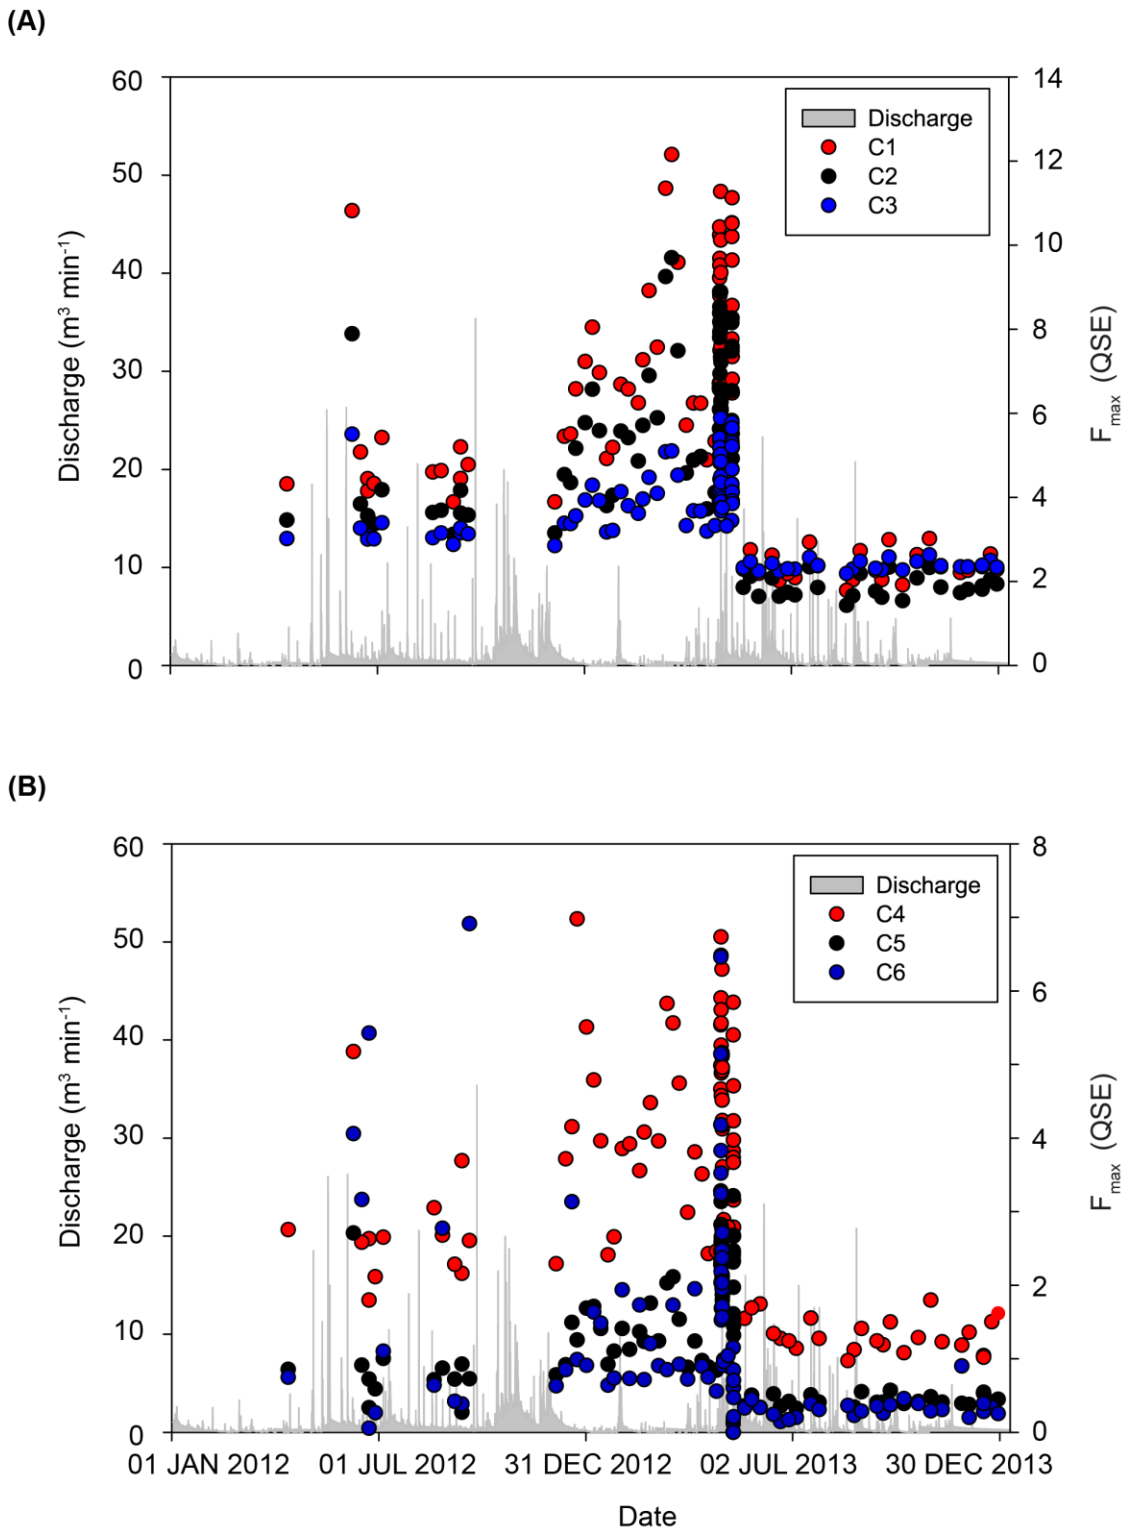 (A)
60
50
40
30
20
10
0
Discharge (m³ min⁻¹)
14
12
10
8
6
4
2
0
Fmax (QSE)
Discharge
C1
C2
C3
(B)
60
50
40
30
20
10
0
Discharge (m³ min⁻¹)
8
6
4
2
0
Fmax (QSE)
Discharge
C4
C5
C6
01 JAN 2012 01 JUL 2012 31 DEC 2012 02 JUL 2013 30 DEC 2013
Date